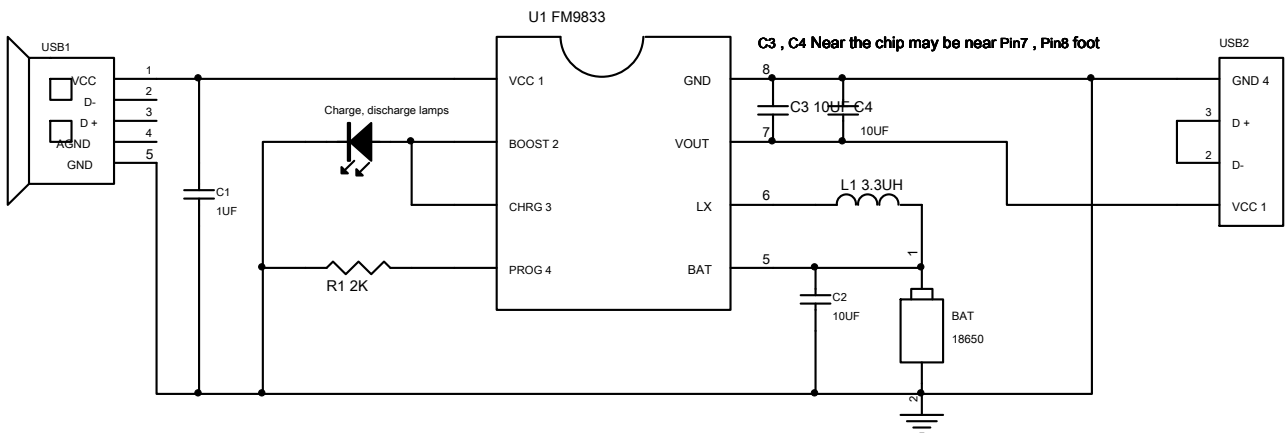 U1 FM9833
C3 , C4 Near the chip may be near Pin7 , Pin8 foot
USB1
USB2
VCC
1
D-
2
D +
3
AGND
4
GND
5
C1
1UF
Charge, discharge lamps
R1 2K
VCC 1
BOOST 2
CHRG 3
PROG 4
GND
8
VOUT
7
LX
6
BAT
5
C3 10UF C4
10UF
L1 3.3UH
C2
10UF
1
BAT
18650
2
GND 4
3
D +
2
D-
VCC 1